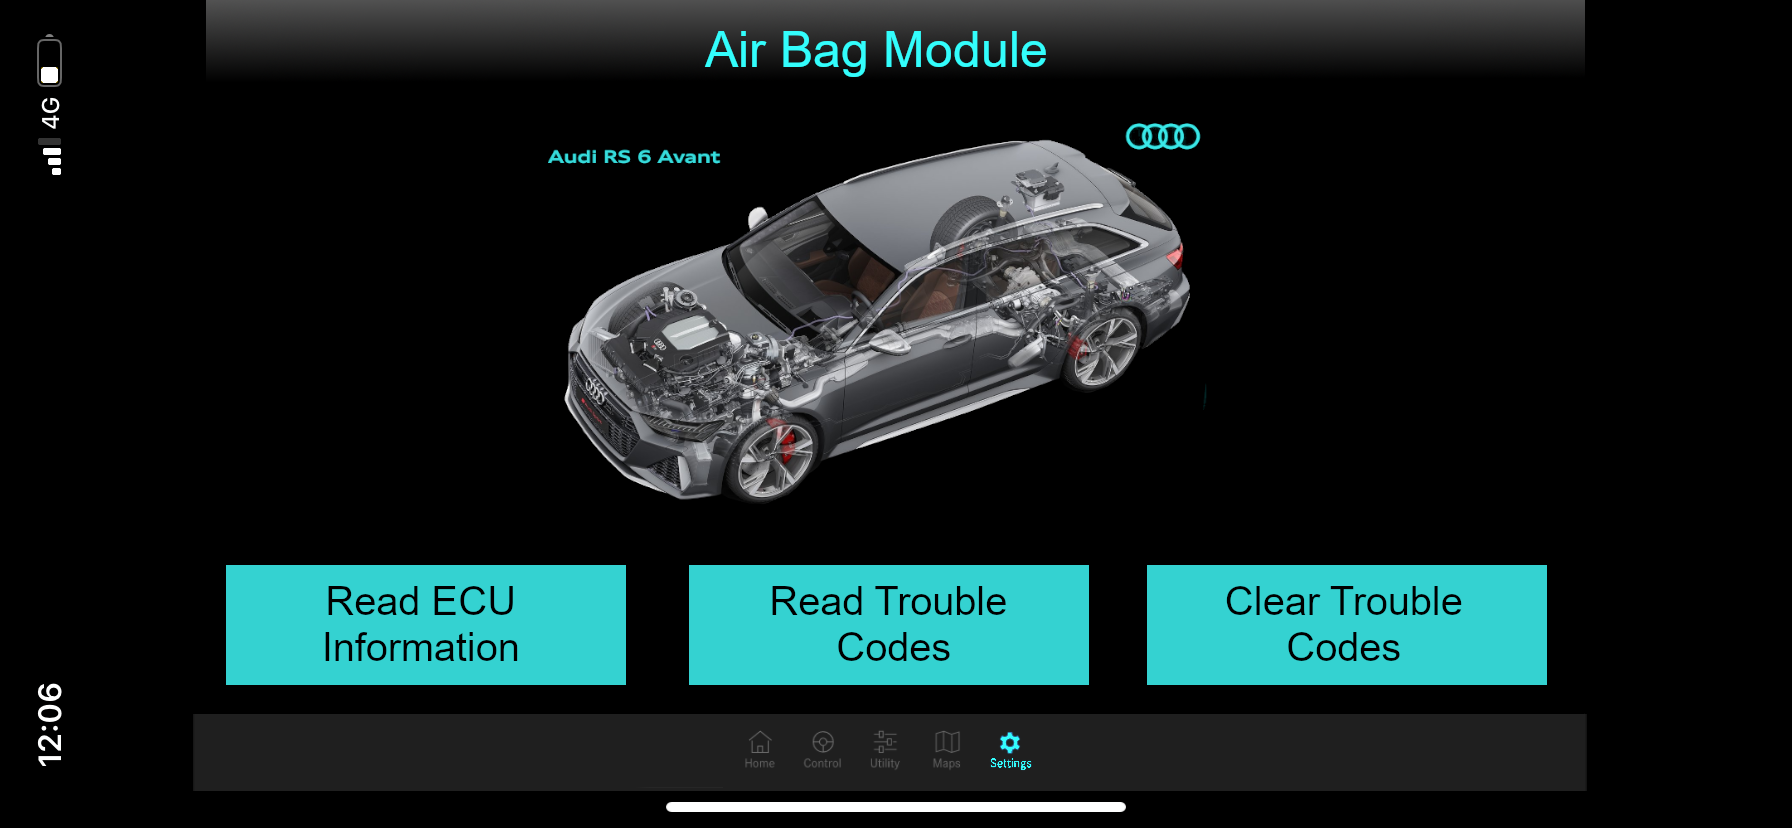 Air Bag Module
4G
Audi RS 6 Avant
Read ECU
Information
Read Trouble
Codes
Clear Trouble
Codes
12:06
Home
Control
Utility
Maps
Settings